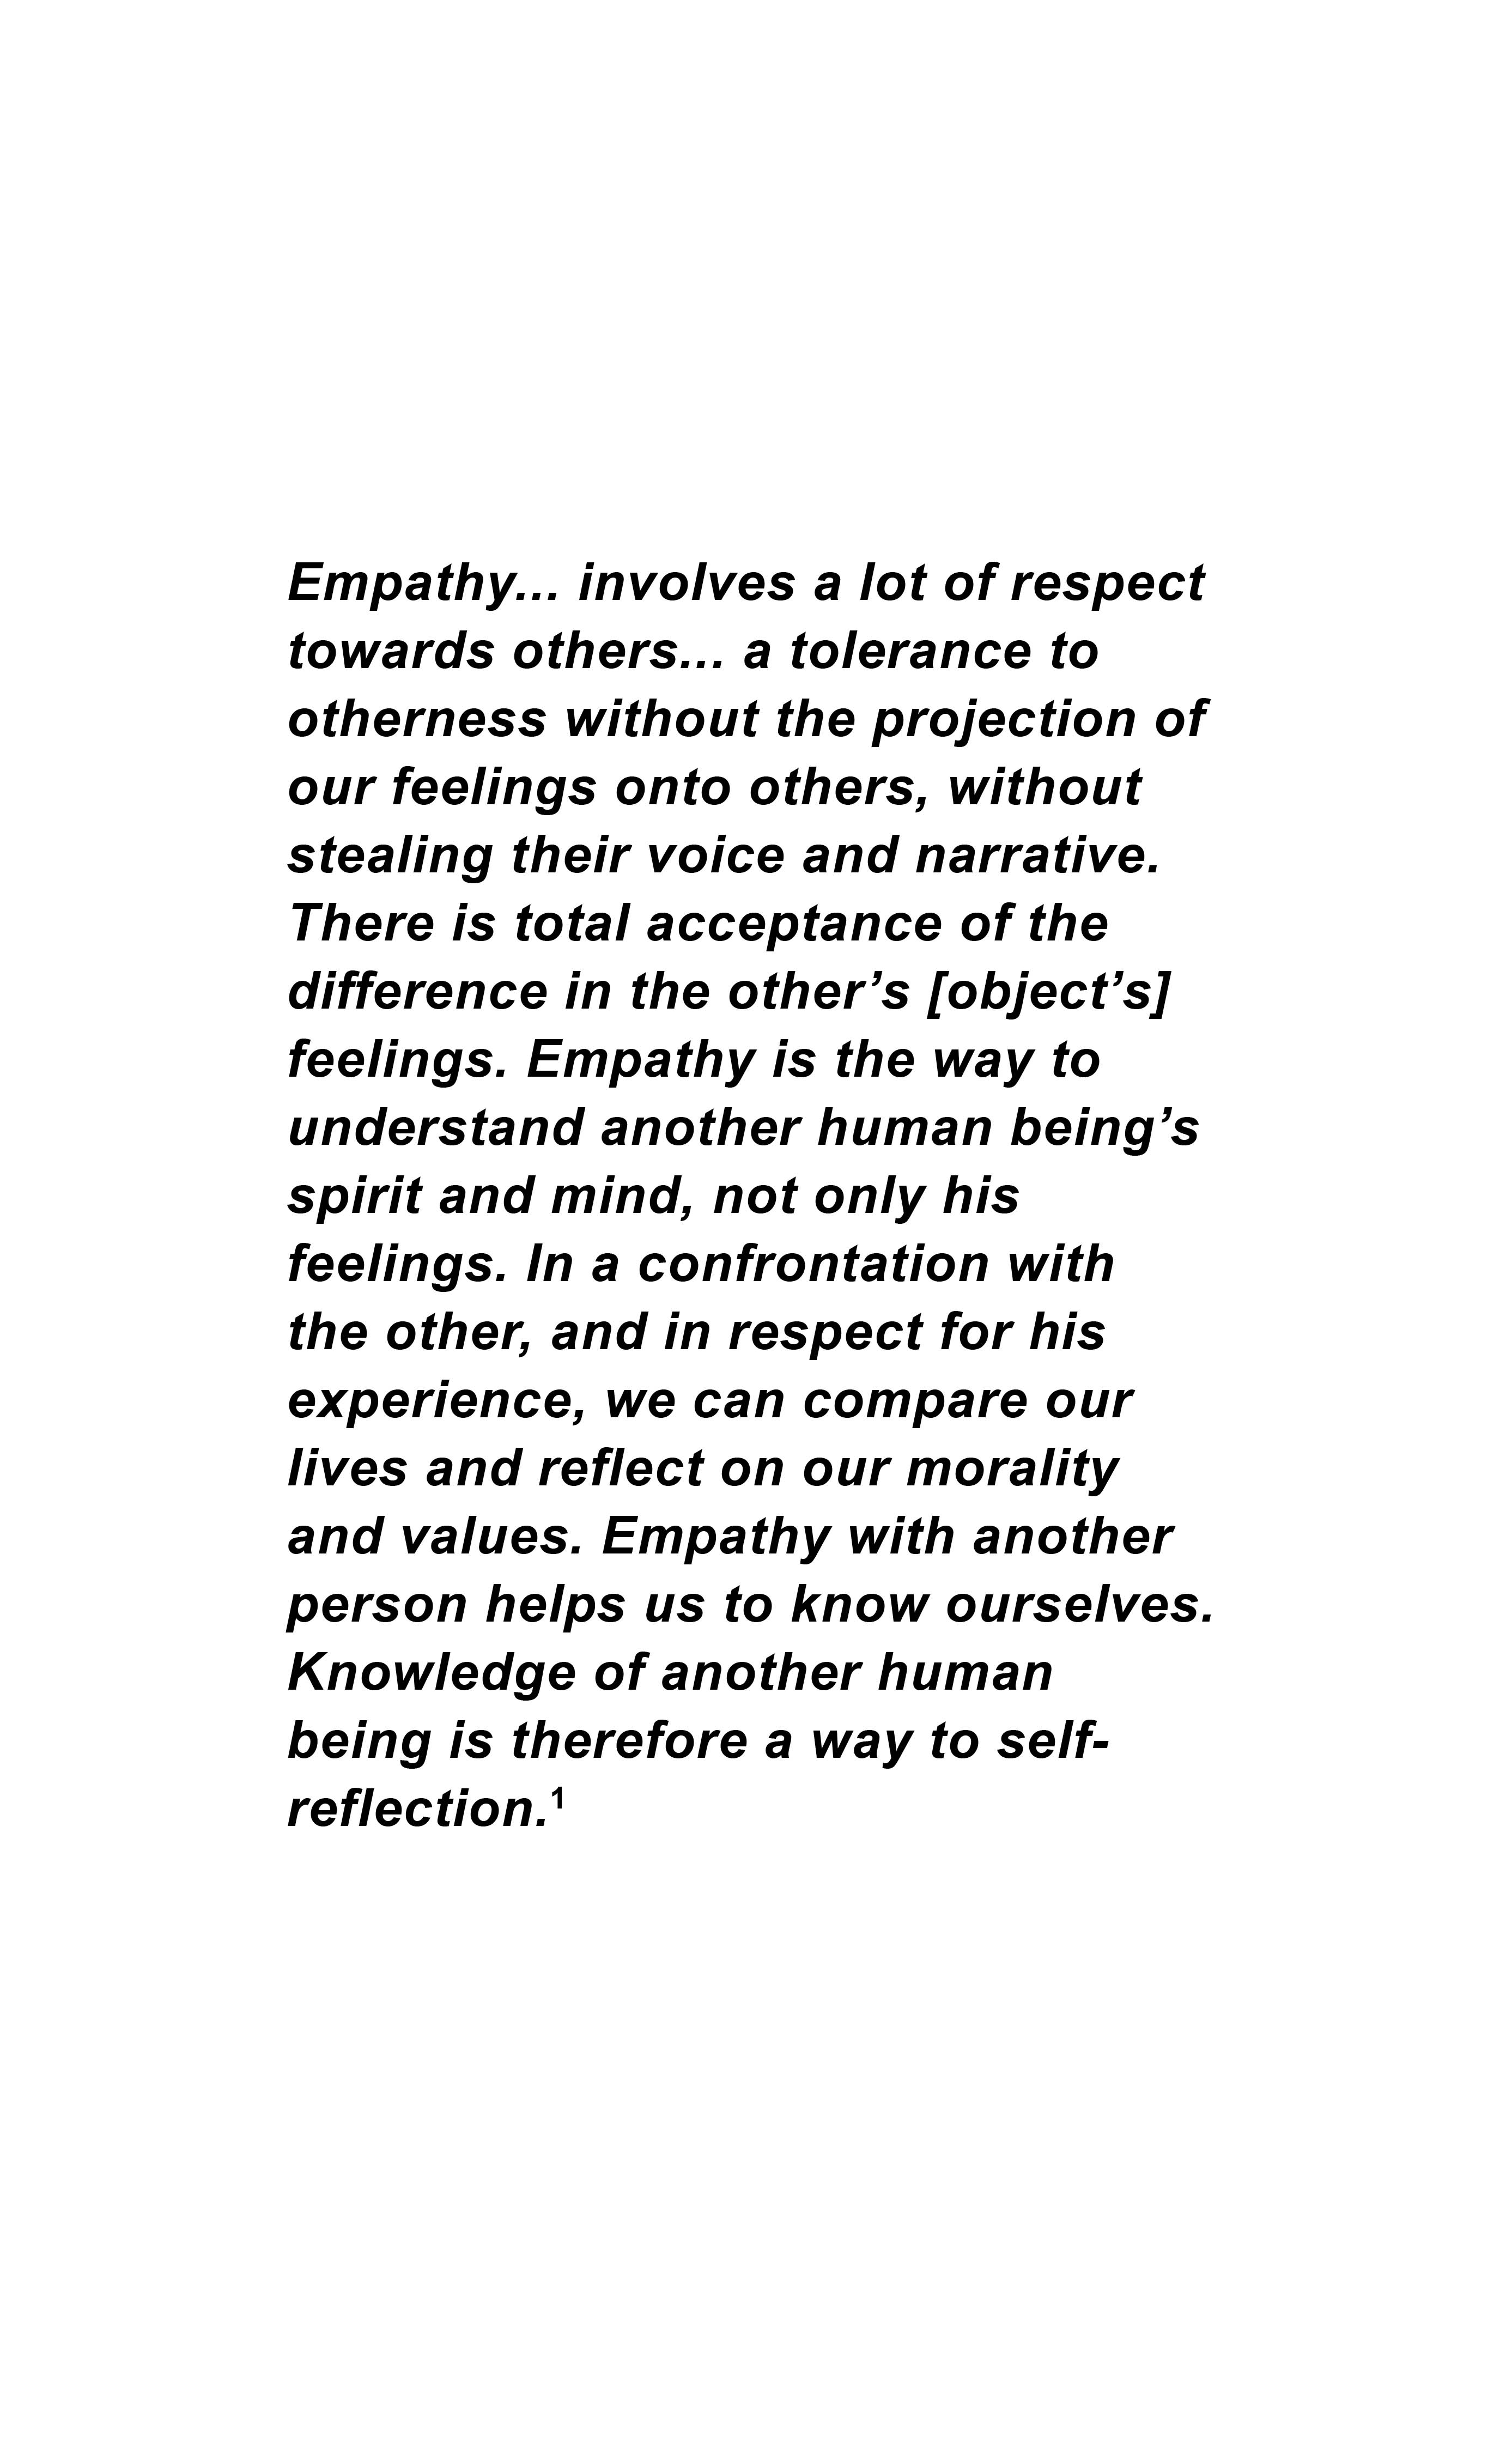 Empathy... involves a lot of respect
towards others... a tolerance to
otherness without the projection of
our feelings onto others, without
stealing their voice and narrative.
There is total acceptance of the
difference in the other’s [object’s]
feelings. Empathy is the way to
understand another human being’s
spirit and mind, not only his
feelings. In a confrontation with
the other, and in respect for his
experience, we can compare our
lives and reflect on our morality
and values. Empathy with another
person helps us to know ourselves.
Knowledge of another human
being is therefore a way to self-
reflection.¹